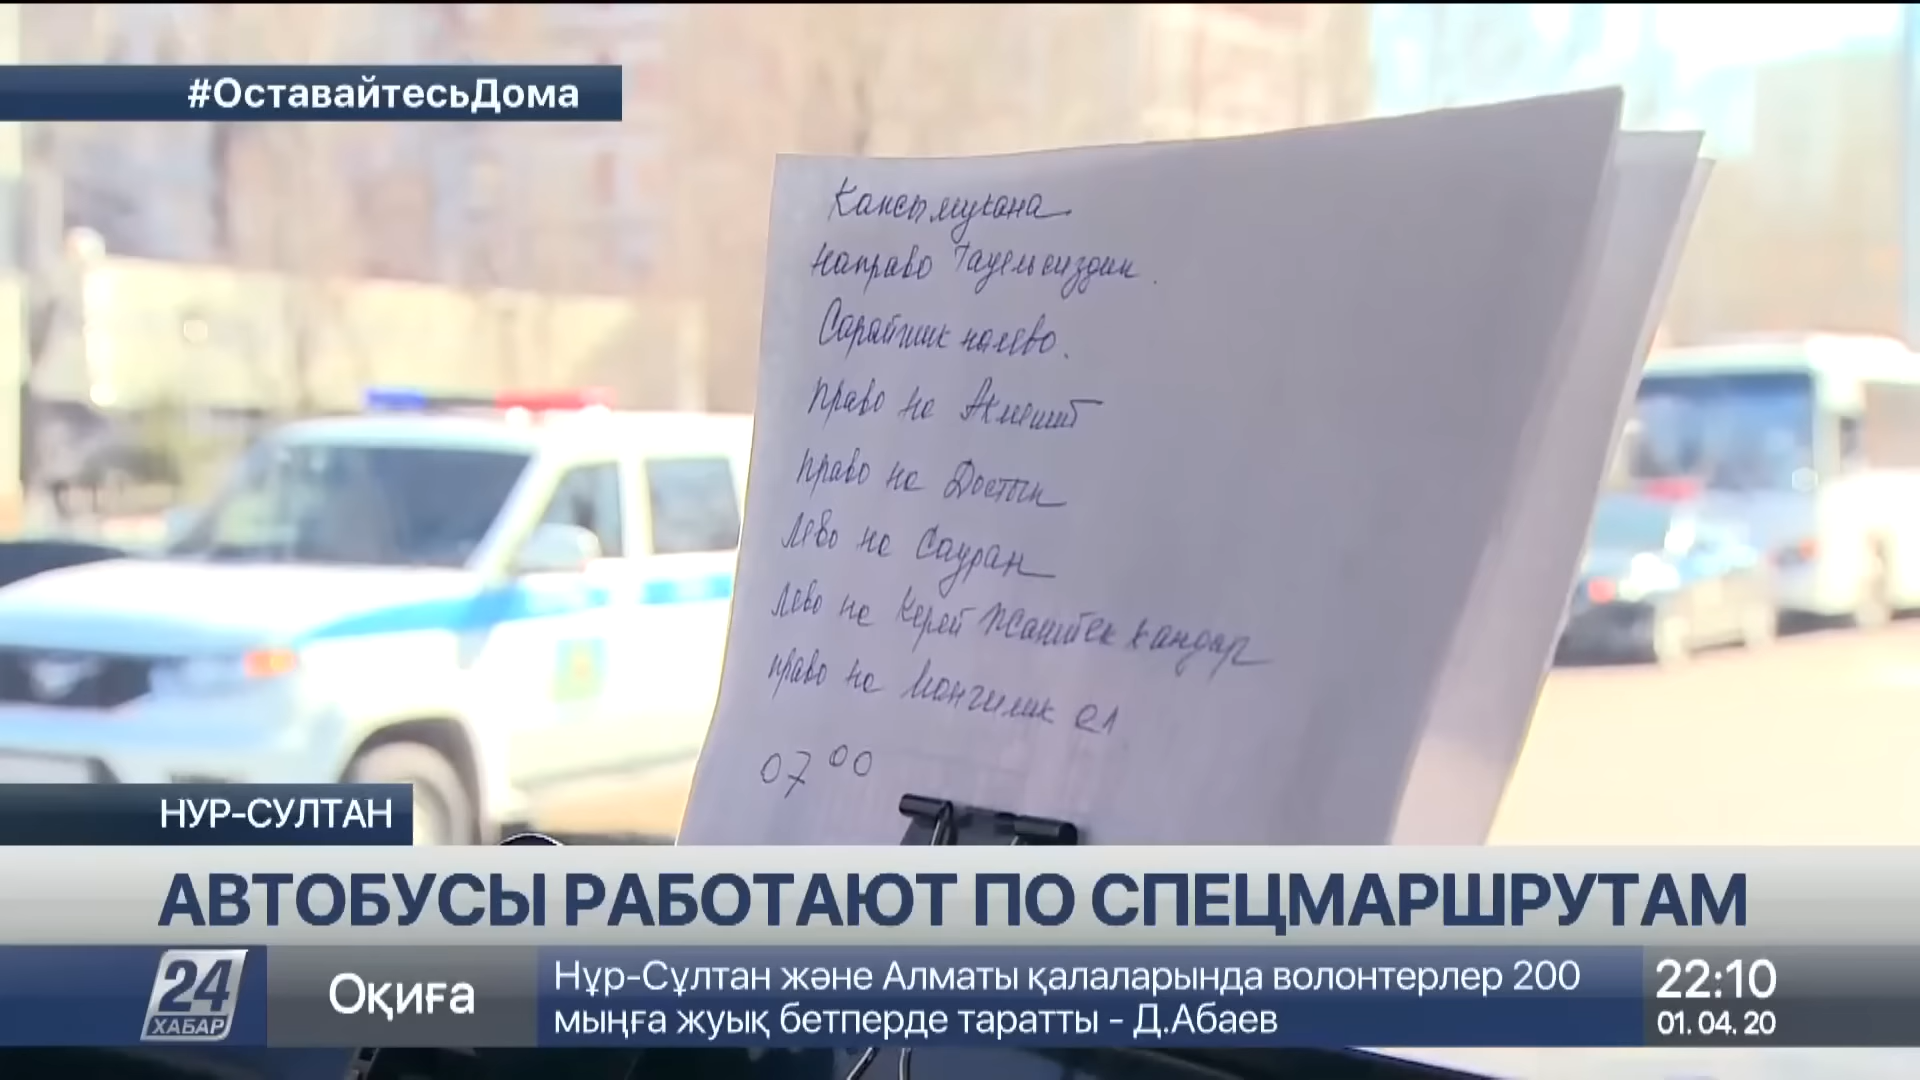 #ОставайтесьДома
Капсымукана
направо Тауельсиздик.
Сарайшик налево.
право на Акмешит
право на Достык
лево на Сауран
лево на Керей Жанибек хандар
право на Мангилик ел
07 00
НУР-СУЛТАН
АВТОБУСЫ РАБОТАЮТ ПО СПЕЦМАРШРУТАМ
24
ХАБАР
Оқиға
Нұр-Сұлтан және Алматы қалаларында волонтерлер 200
мыңға жуық бетперде таратты - Д.Абаев
22:10
01. 04. 20